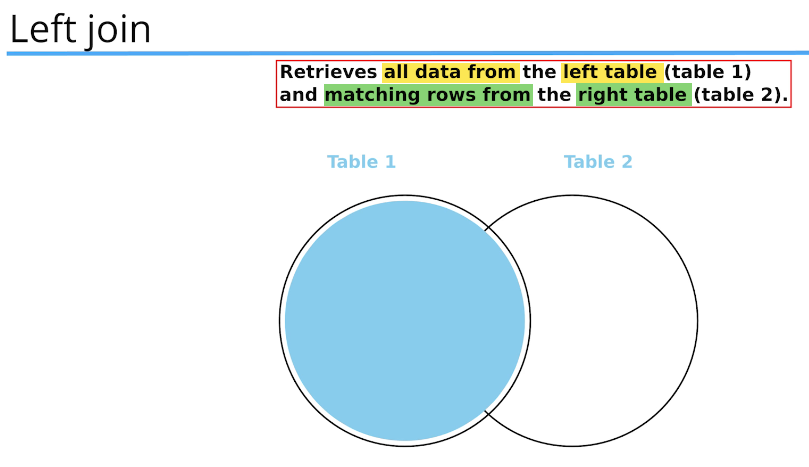 Left join
Retrieves all data from the left table (table 1)
and matching rows from the right table (table 2).
Table 1
Table 2